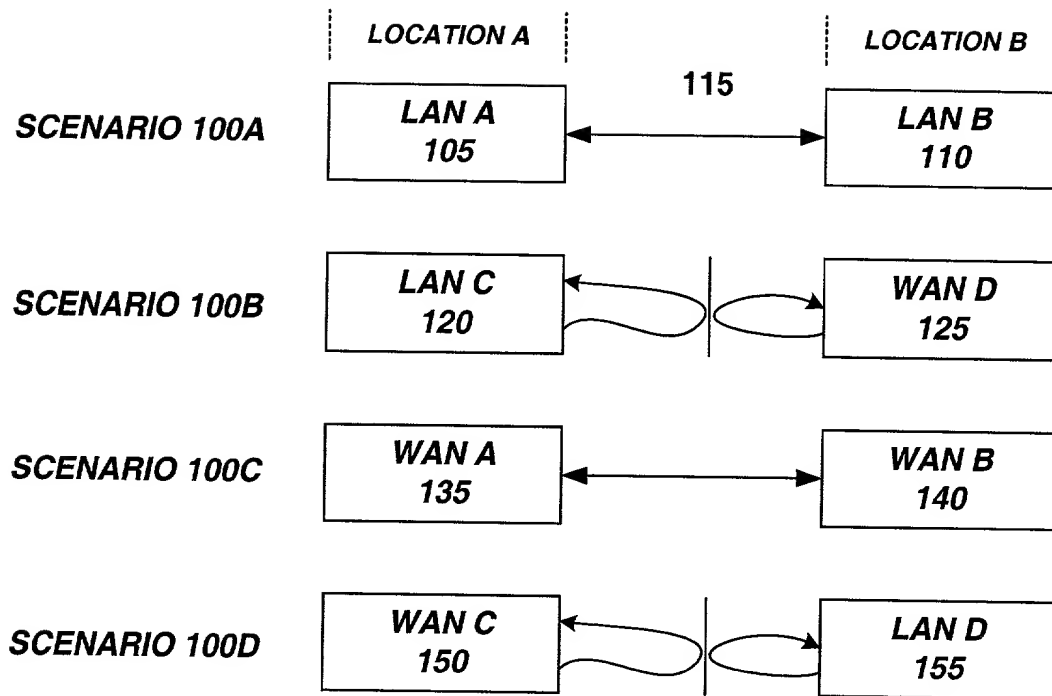 LOCATION A
LOCATION B
115
SCENARIO 100A
LAN A
105
LAN B
110
SCENARIO 100B
LAN C
120
WAN D
125
SCENARIO 100C
WAN A
135
WAN B
140
SCENARIO 100D
WAN C
150
LAN D
155